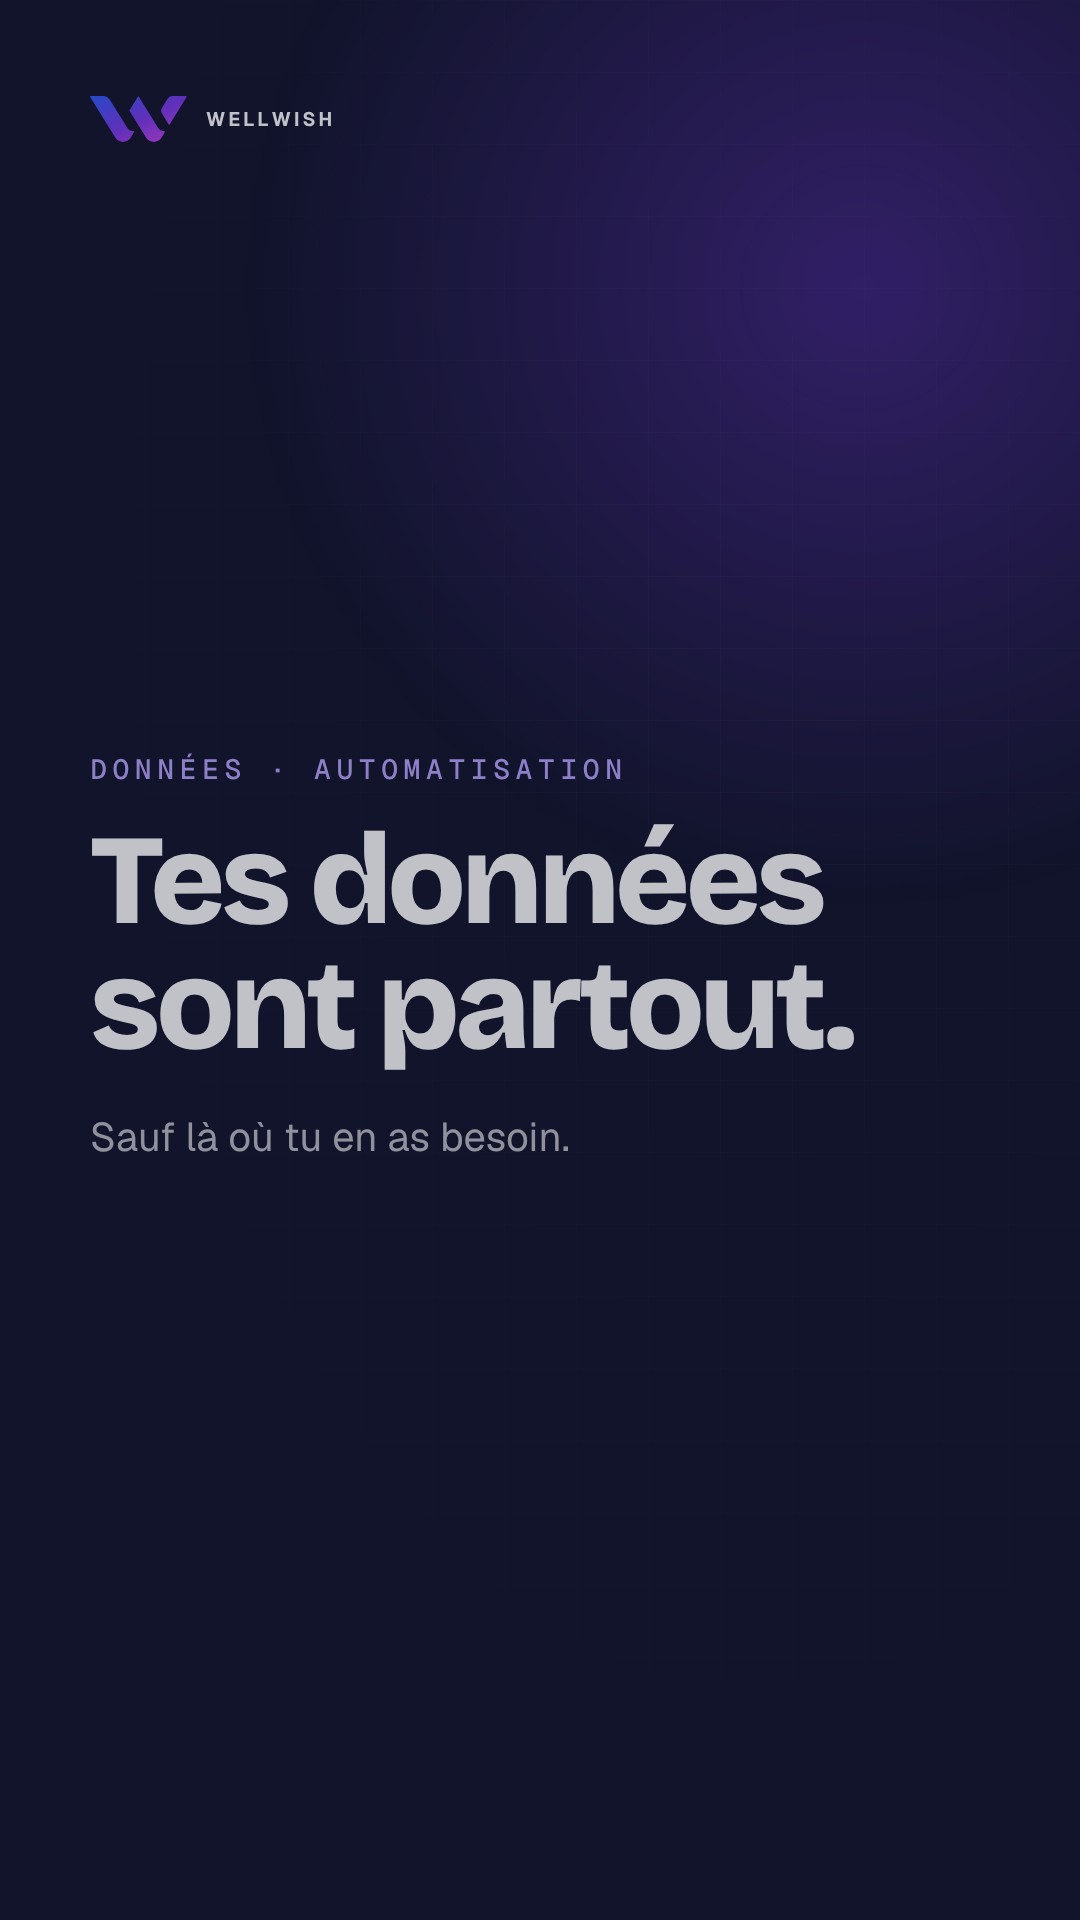 WELLWISH
DONNÉES · AUTOMATISATION
Tes données
sont partout.
Sauf là où tu en as besoin.